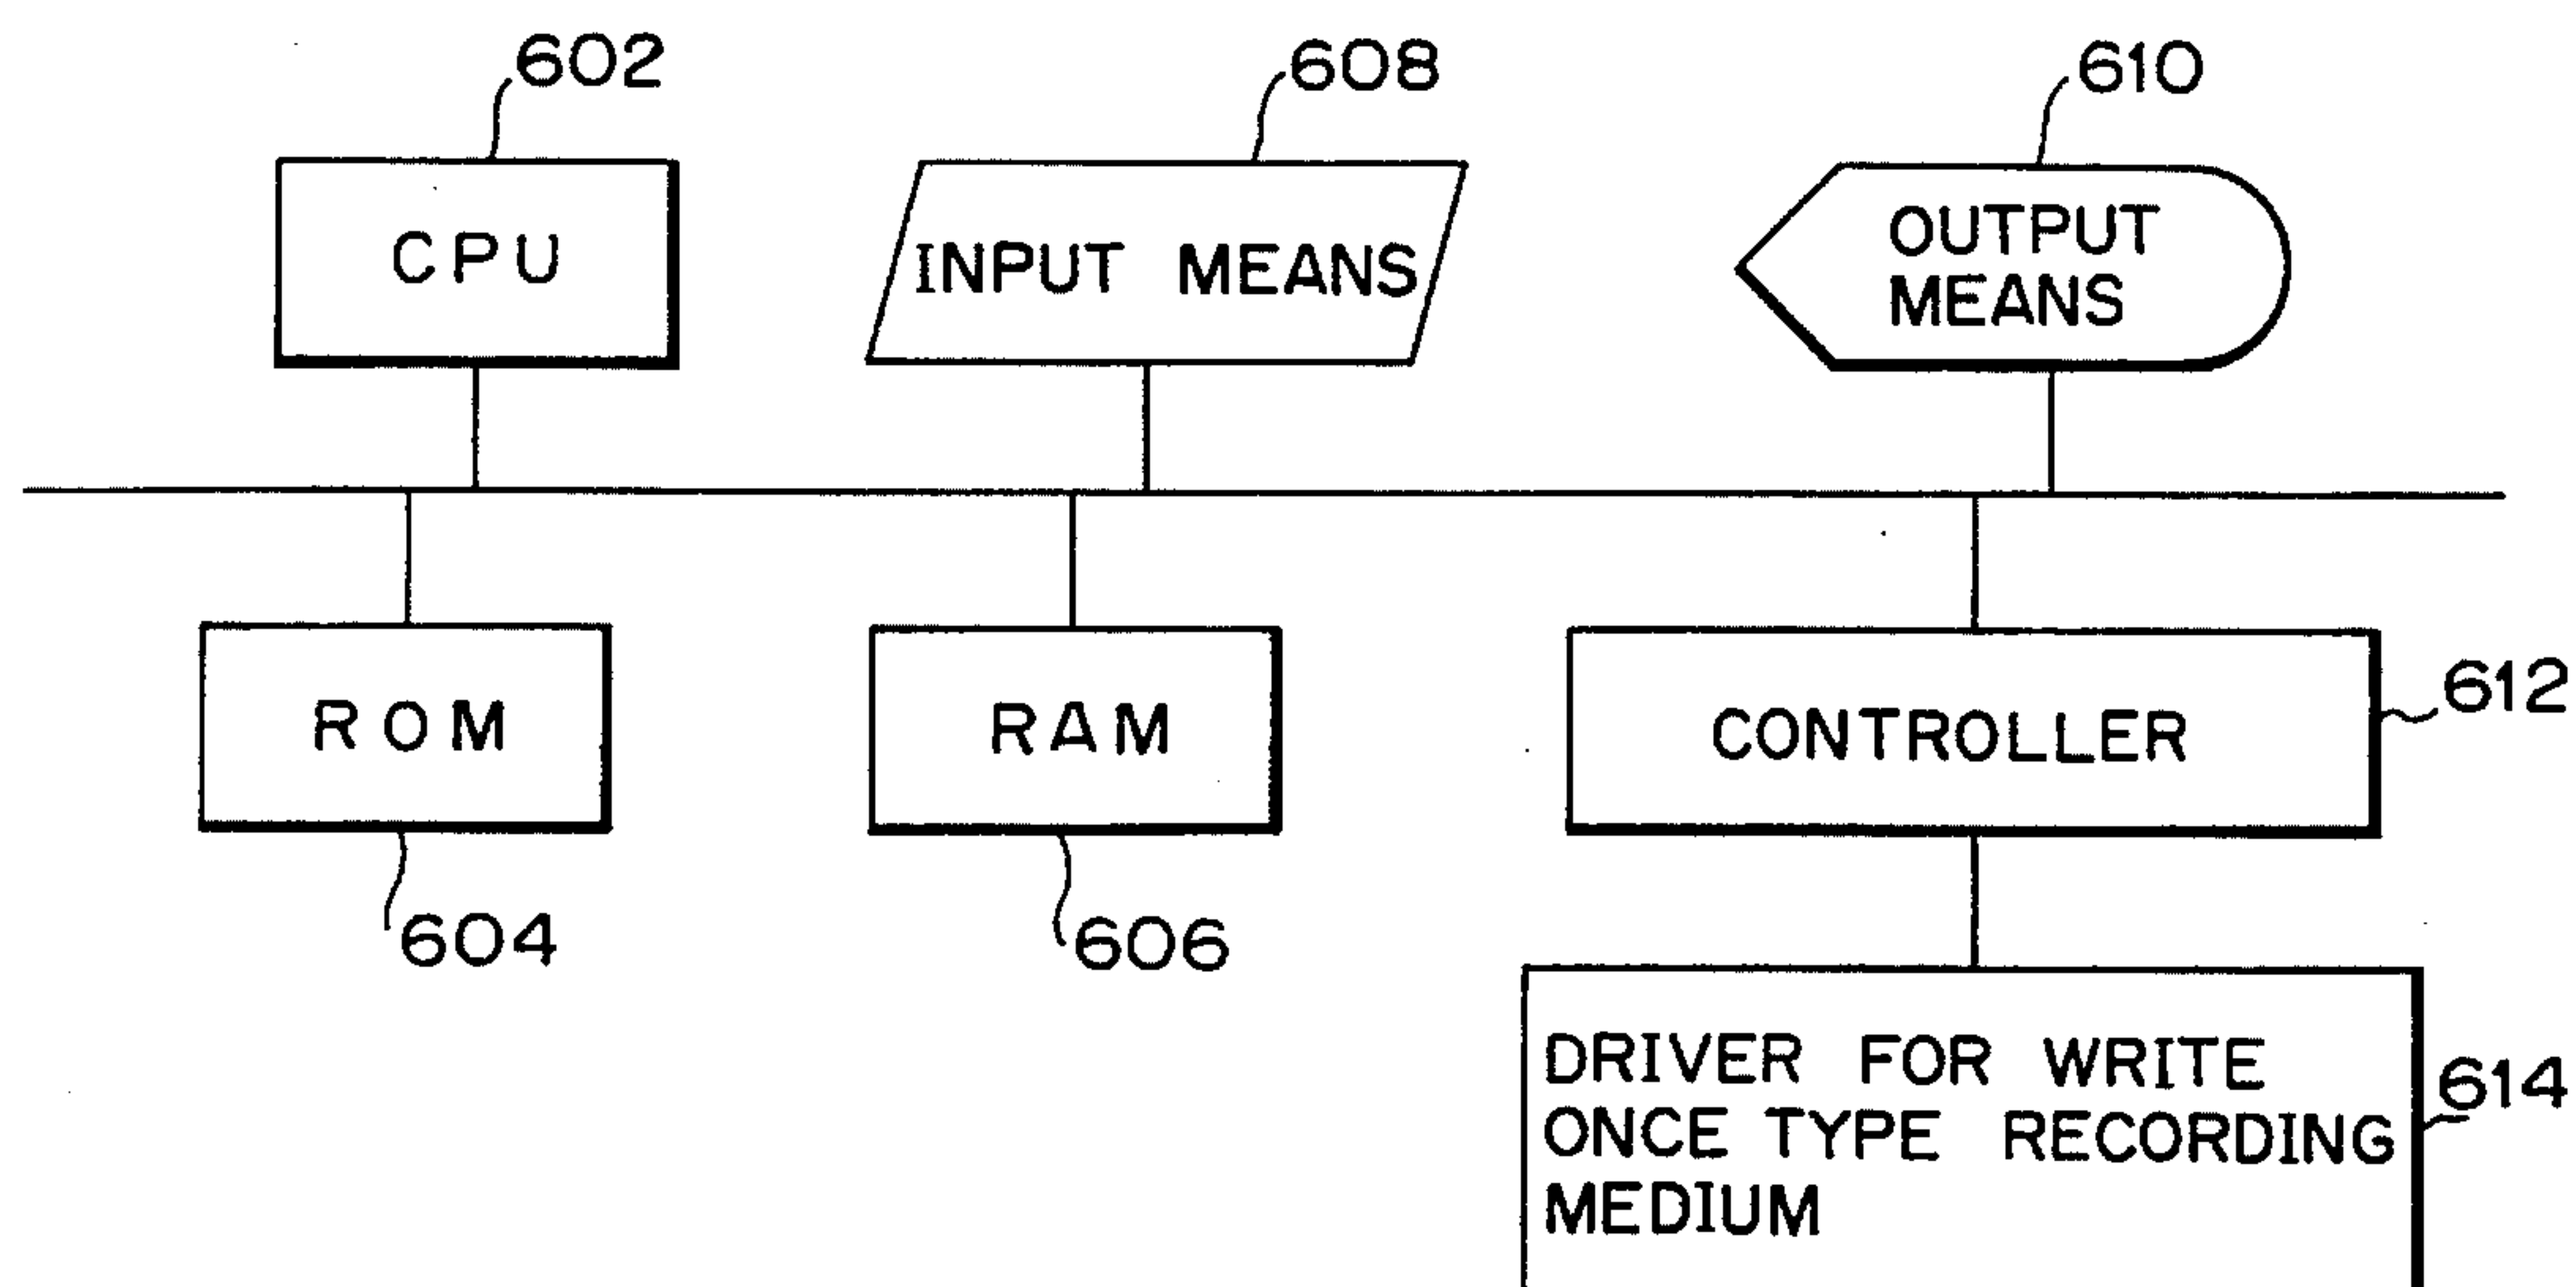 602
608
610
CPU
INPUT MEANS
OUTPUT
MEANS
ROM
RAM
CONTROLLER
612
604
606
DRIVER FOR WRITE
ONCE TYPE RECORDING
MEDIUM
614